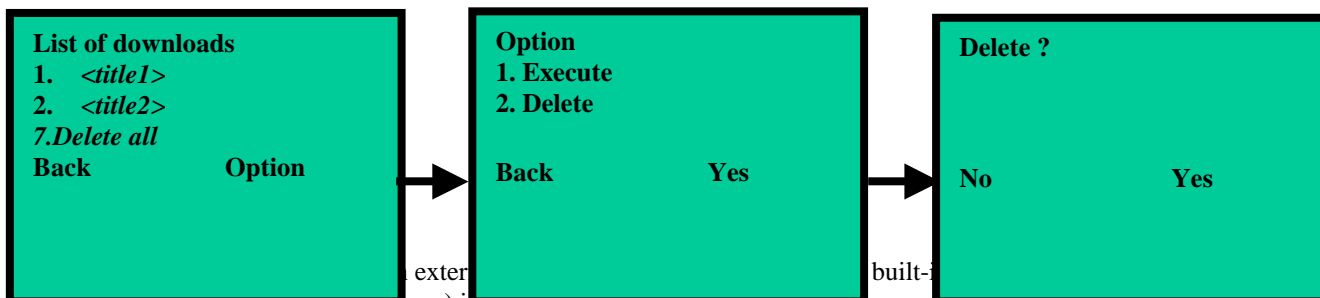 List of downloads
1. <title1>
2. <title2>
7.Delete all
Back Option
Option
1. Execute
2. Delete
Back Yes
Delete ?
No Yes